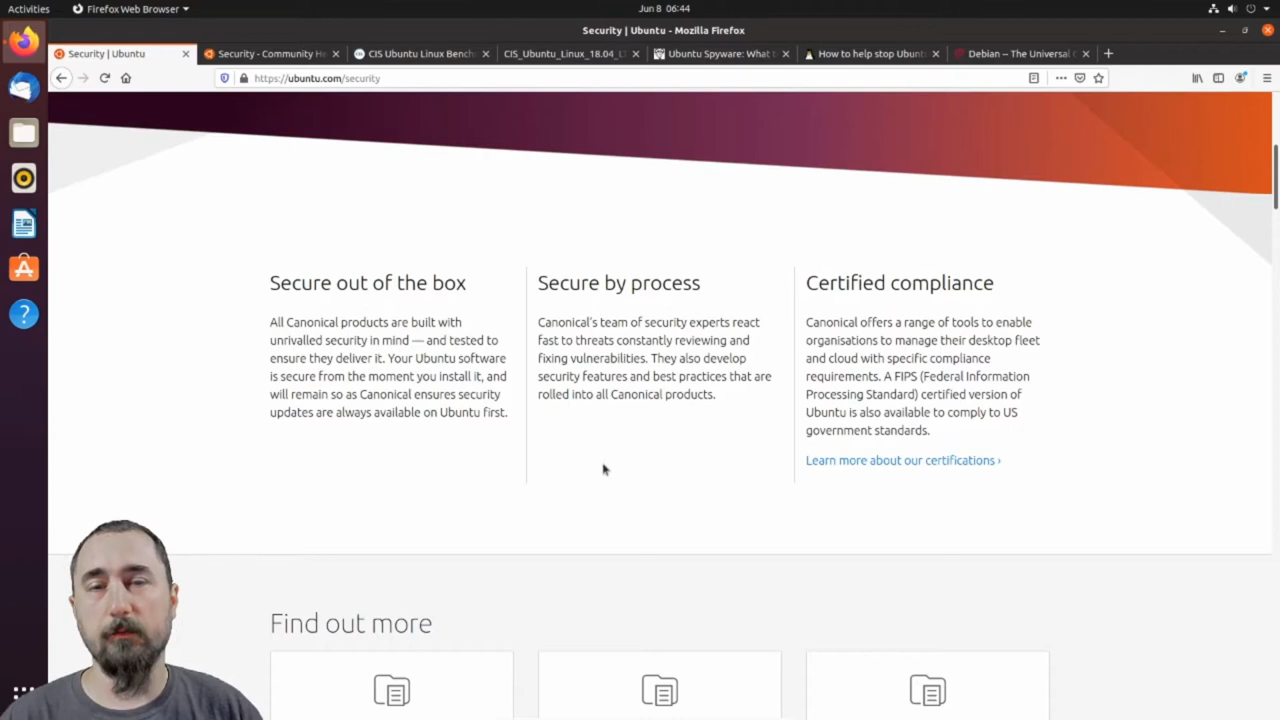 Activities
Firefox Web Browser
Jun 8 06:44
Security | Ubuntu - Mozilla Firefox
Security | Ubuntu
Security - Community He
CIS Ubuntu Linux Bench
CIS_Ubuntu_Linux_18.04_L
Ubuntu Spyware: What t
How to help stop Ubunt
Debian -- The Universal
https://ubuntu.com/security
Secure out of the box
All Canonical products are built with
unrivalled security in mind — and tested to
ensure they deliver it. Your Ubuntu software
is secure from the moment you install it, and
will remain so as Canonical ensures security
updates are always available on Ubuntu first.
Secure by process
Canonical's team of security experts react
fast to threats constantly reviewing and
fixing vulnerabilities. They also develop
security features and best practices that are
rolled into all Canonical products.
Certified compliance
Canonical offers a range of tools to enable
organisations to manage their desktop fleet
and cloud with specific compliance
requirements. A FIPS (Federal Information
Processing Standard) certified version of
Ubuntu is also available to comply to US
government standards.
Learn more about our certifications ›
Find out more